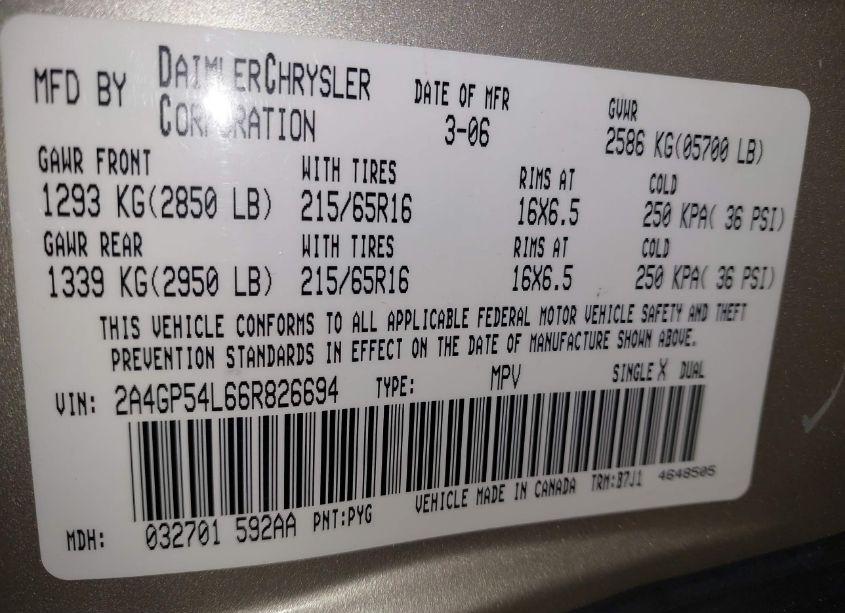 MFD BY DAIMLERCHRYSLER CORPORATION
DATE OF MFR 3-06
GVWR 2586 KG(05700 LB)
GAWR FRONT WITH TIRES RIMS AT COLD
1293 KG(2850 LB) 215/65R16 16X6.5 250 KPA( 36 PSI)
GAWR REAR WITH TIRES RIMS AT COLD
1339 KG(2950 LB) 215/65R16 16X6.5 250 KPA( 36 PSI)
THIS VEHICLE CONFORMS TO ALL APPLICABLE FEDERAL MOTOR VEHICLE SAFETY AND THEFT
PREVENTION STANDARDS IN EFFECT ON THE DATE OF MANUFACTURE SHOWN ABOVE.
VIN: 2A4GP54L66R826694 TYPE: MPV SINGLE X DUAL
MDH: 032701 592AA PNT:PYG VEHICLE MADE IN CANADA TRM:B7J1 4648505